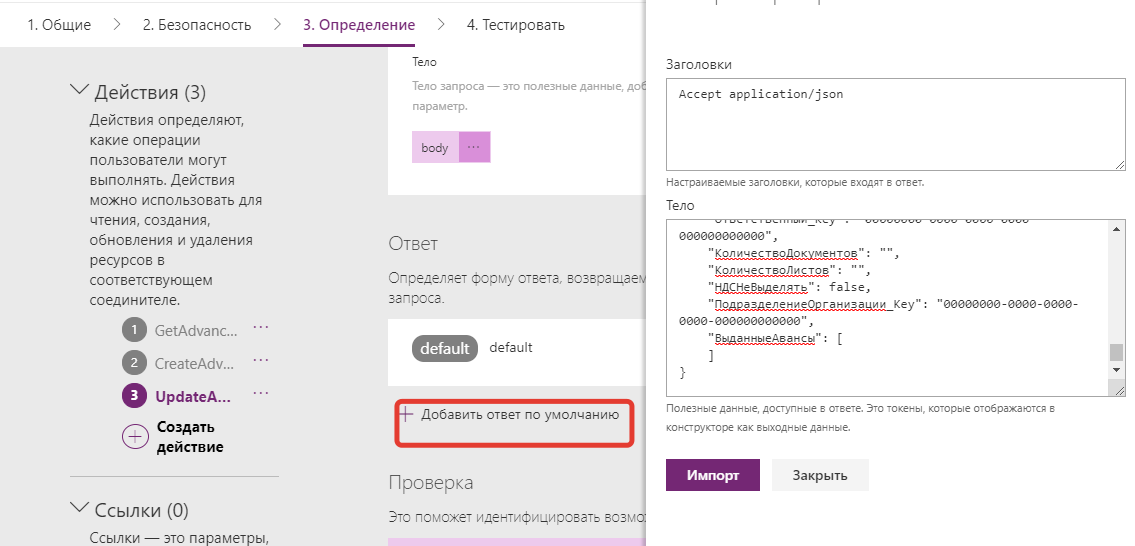 1. Общие
2. Безопасность
3. Определение
4. Тестировать
Действия (3)
Действия определяют,
какие операции
пользователи могут
выполнять. Действия
можно использовать для
чтения, создания,
обновления и удаления
ресурсов в
соответствующем
соединителе.
1 GetAdvanc... ...
2 CreateAdv... ...
3 UpdateA... ...
Создать
действие
Ссылки (0)
Ссылки — это параметры,
Тело
Тело запроса — это полезные данные, доб
параметр.
body ...
Ответ
Определяет форму ответа, возвращаем
запроса.
default default
Добавить ответ по умолчанию
Проверка
Это поможет идентифицировать возмо
Заголовки
Accept application/json
Настраиваемые заголовки, которые входят в ответ.
Тело
"Ответственный_Key": "00000000-0000-0000-0000-
000000000000",
"КоличествоДокументов": "",
"КоличествоЛистов": "",
"НДСНеВыделять": false,
"ПодразделениеОрганизации_Key": "00000000-0000-0000-
0000-000000000000",
"ВыданныеАвансы": [
]
}
Полезные данные, доступные в ответе. Это токены, которые отображаются в
конструкторе как выходные данные.
Импорт
Закрыть